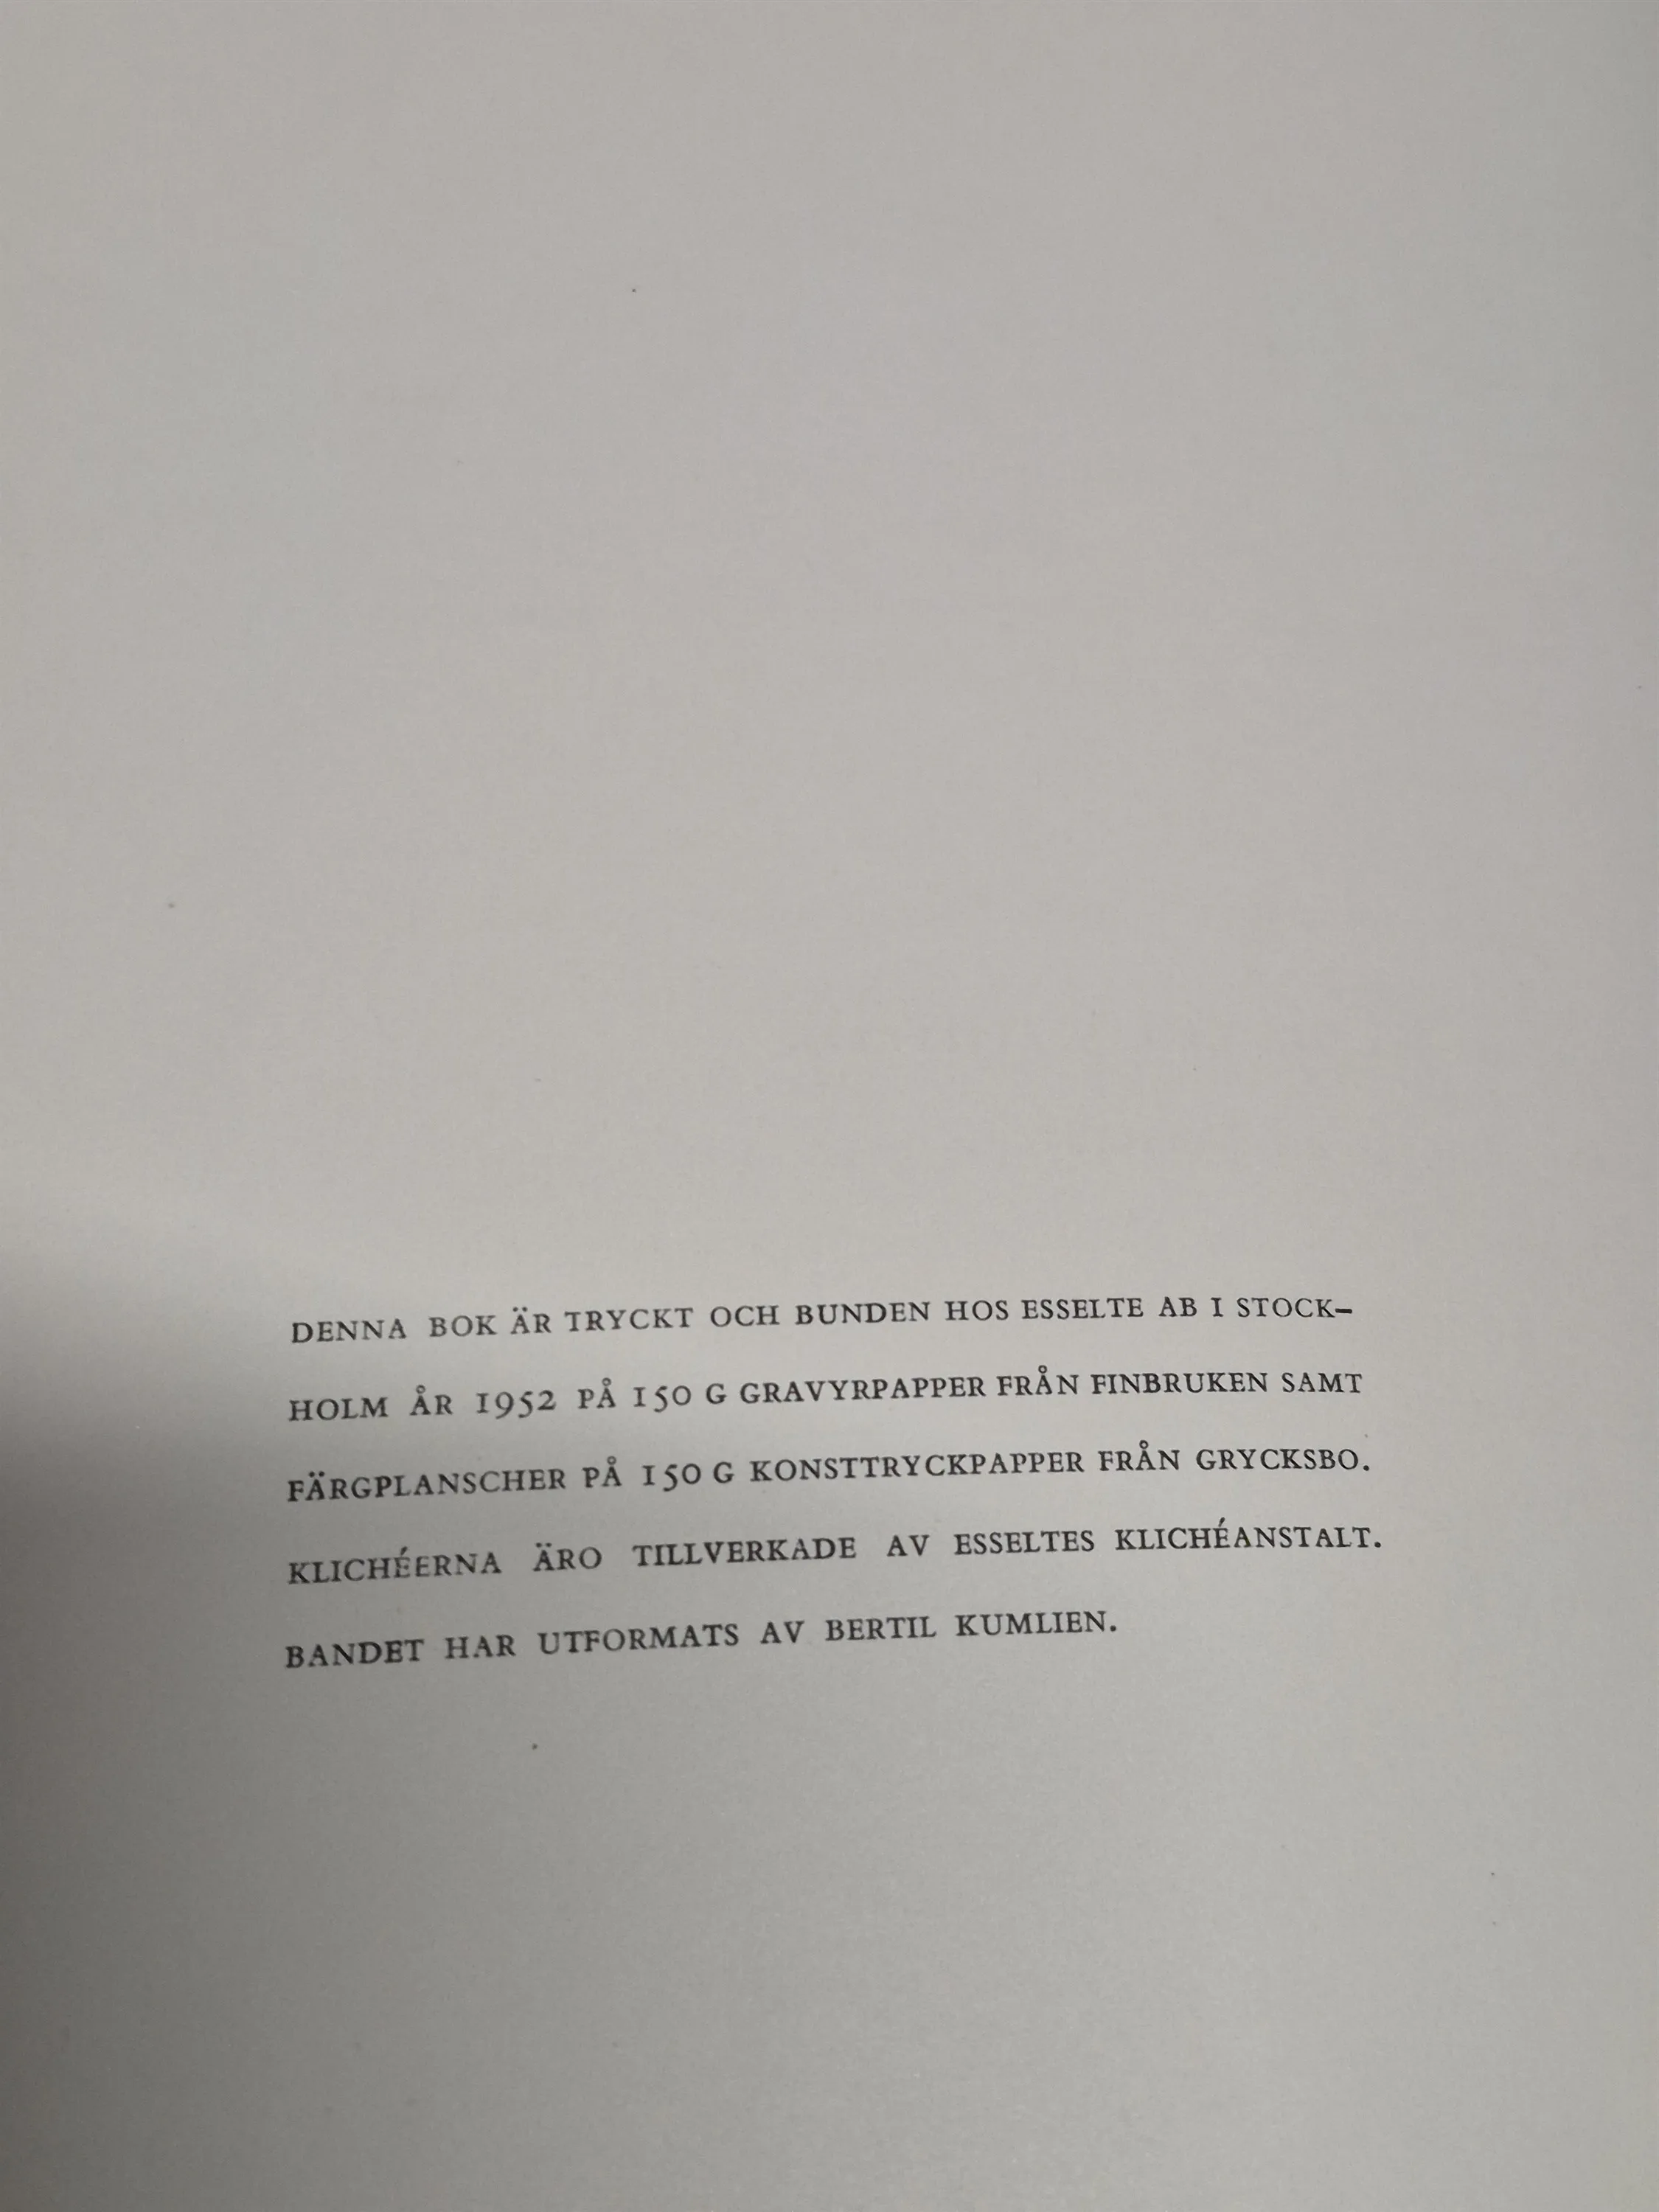 DENNA BOK ÄR TRYCKT OCH BUNDEN HOS ESSELTE AB I STOCK-
HOLM ÅR 1952 PÅ 150 G GRAVYRPAPPER FRÅN FINBRUKEN SAMT
FÄRGPLANSCHER PÅ 150 G KONSTTRYCKPAPPER FRÅN GRYCKSBO.
KLICHÉERNA ÄRO TILLVERKADE AV ESSELTES KLICHÉANSTALT.
BANDET HAR UTFORMATS AV BERTIL KUMLIEN.